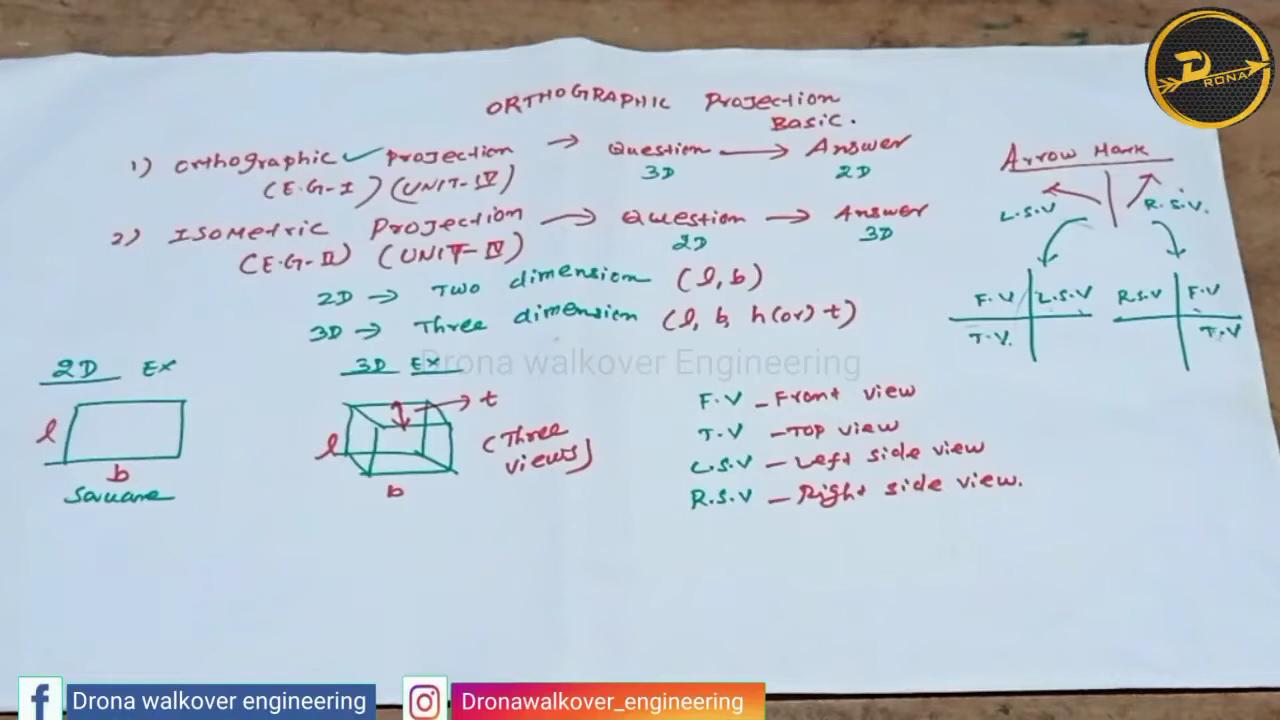 ORTHOGRAPHIC Projection
Basic.
1) Orthographic ✓ Projection → Question → Answer
3D 2D
(E.G-I) (UNIT-IV)
2) Isometric Projection → Question → Answer
2D 3D
(E.G-II) (UNIT-IV)
2D → Two dimension (l, b)
3D → Three dimension (l, b, h(or) t)
Arrow Mark
L.S.V R.S.V.
F.V L.S.V
T.V.
R.S.V F.V
T.V
2D Ex
l
b
Square
3D Ex
t
l
b
(Three
views)
F.V - Front view
T.V - Top view
L.S.V - Left side view
R.S.V - Right side view.
Drona walkover Engineering
DRONA
Drona walkover engineering
Dronawalkover_engineering